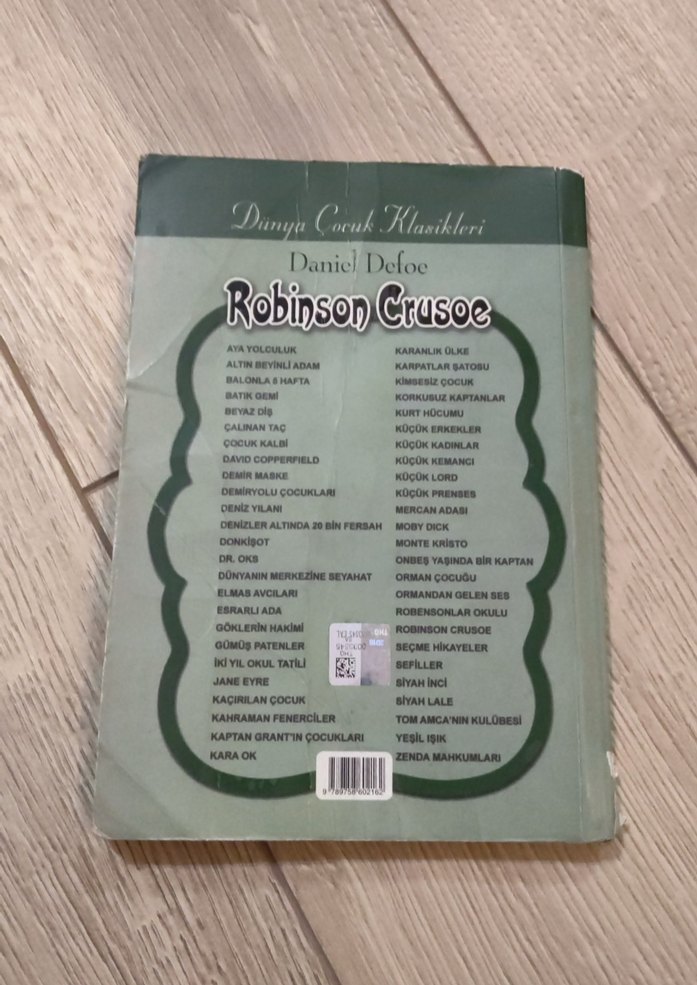 Dünya Çocuk Klasikleri
Daniel Defoe
Robinson Crusoe
AYA YOLCULUK
ALTIN BEYİNLİ ADAM
BALONLA 5 HAFTA
BATIK GEMİ
BEYAZ DİŞ
ÇALINAN TAÇ
ÇOCUK KALBİ
DAVID COPPERFIELD
DEMİR MASKE
DEMİRYOLU ÇOCUKLARI
DENİZ YILANI
DENİZLER ALTINDA 20 BİN FERSAH
DONKİŞOT
DR. OKS
DÜNYANIN MERKEZİNE SEYAHAT
ELMAS AVCILARI
ESRARLI ADA
GÖKLERİN HAKİMİ
GÜMÜŞ PATENLER
İKİ YIL OKUL TATİLİ
JANE EYRE
KAÇIRILAN ÇOCUK
KAHRAMAN FENERCİLER
KAPTAN GRANT'IN ÇOCUKLARI
KARA OK
KARANLIK ÜLKE
KARPATLAR ŞATOSU
KİMSESİZ ÇOCUK
KORKUSUZ KAPTANLAR
KURT HÜCUMU
KÜÇÜK ERKEKLER
KÜÇÜK KADINLAR
KÜÇÜK KEMANCI
KÜÇÜK LORD
KÜÇÜK PRENSES
MERCAN ADASI
MOBY DICK
MONTE KRİSTO
ONBEŞ YAŞINDA BİR KAPTAN
ORMAN ÇOCUĞU
ORMANDAN GELEN SES
ROBENSONLAR OKULU
ROBINSON CRUSOE
SEÇME HİKAYELER
SEFİLLER
SİYAH İNCİ
SİYAH LALE
TOM AMCA'NIN KULÜBESİ
YEŞİL IŞIK
ZENDA MAHKUMLARI
THG
2016
9 789758 602162